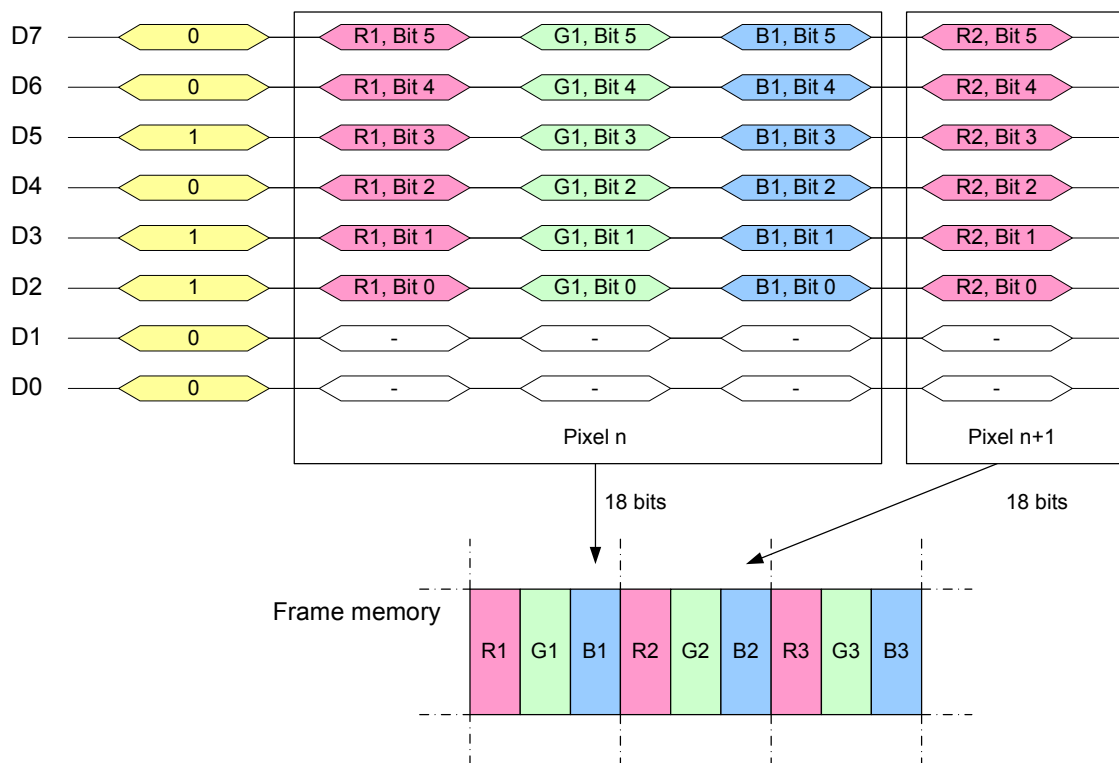 D7 0 R1, Bit 5 G1, Bit 5 B1, Bit 5 R2, Bit 5
D6 0 R1, Bit 4 G1, Bit 4 B1, Bit 4 R2, Bit 4
D5 1 R1, Bit 3 G1, Bit 3 B1, Bit 3 R2, Bit 3
D4 0 R1, Bit 2 G1, Bit 2 B1, Bit 2 R2, Bit 2
D3 1 R1, Bit 1 G1, Bit 1 B1, Bit 1 R2, Bit 1
D2 1 R1, Bit 0 G1, Bit 0 B1, Bit 0 R2, Bit 0
D1 0 - - - -
D0 0 - - - -
Pixel n Pixel n+1
18 bits 18 bits
Frame memory
R1 G1 B1 R2 G2 B2 R3 G3 B3